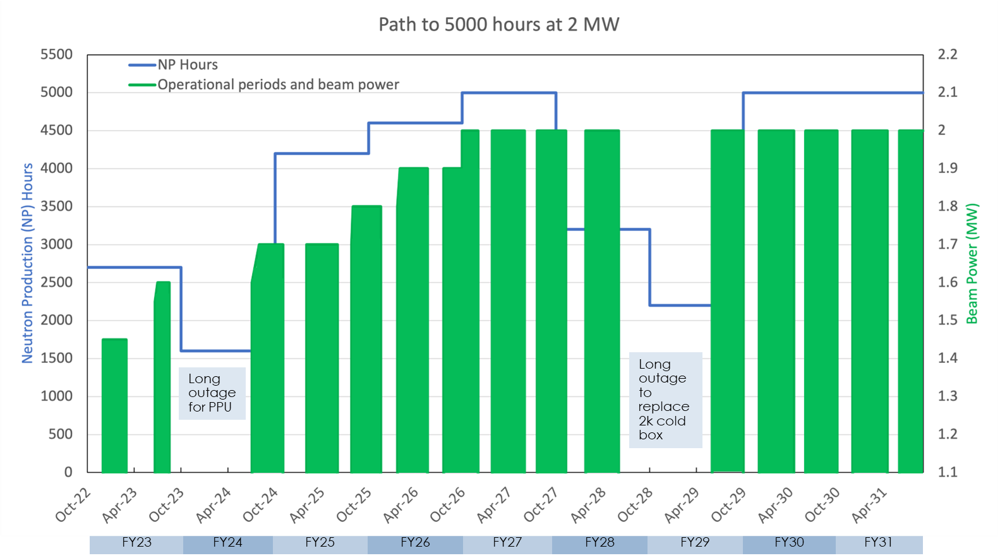 Path to 5000 hours at 2 MW
NP Hours
Operational periods and beam power
Neutron Production (NP) Hours
5500
5000
4500
4000
3500
3000
2500
2000
1500
1000
500
0
2.2
2.1
2
1.9
1.8
1.7
1.6
1.5
1.4
1.3
1.2
1.1
Beam Power (MW)
Long
outage
for PPU
Long
outage
to
replace
2k cold
box
Oct-22
Apr-23
Oct-23
Apr-24
Oct-24
Apr-25
Oct-25
Apr-26
Oct-26
Apr-27
Oct-27
Apr-28
Oct-28
Apr-29
Oct-29
Apr-30
Oct-30
Apr-31
FY23
FY24
FY25
FY26
FY27
FY28
FY29
FY30
FY31